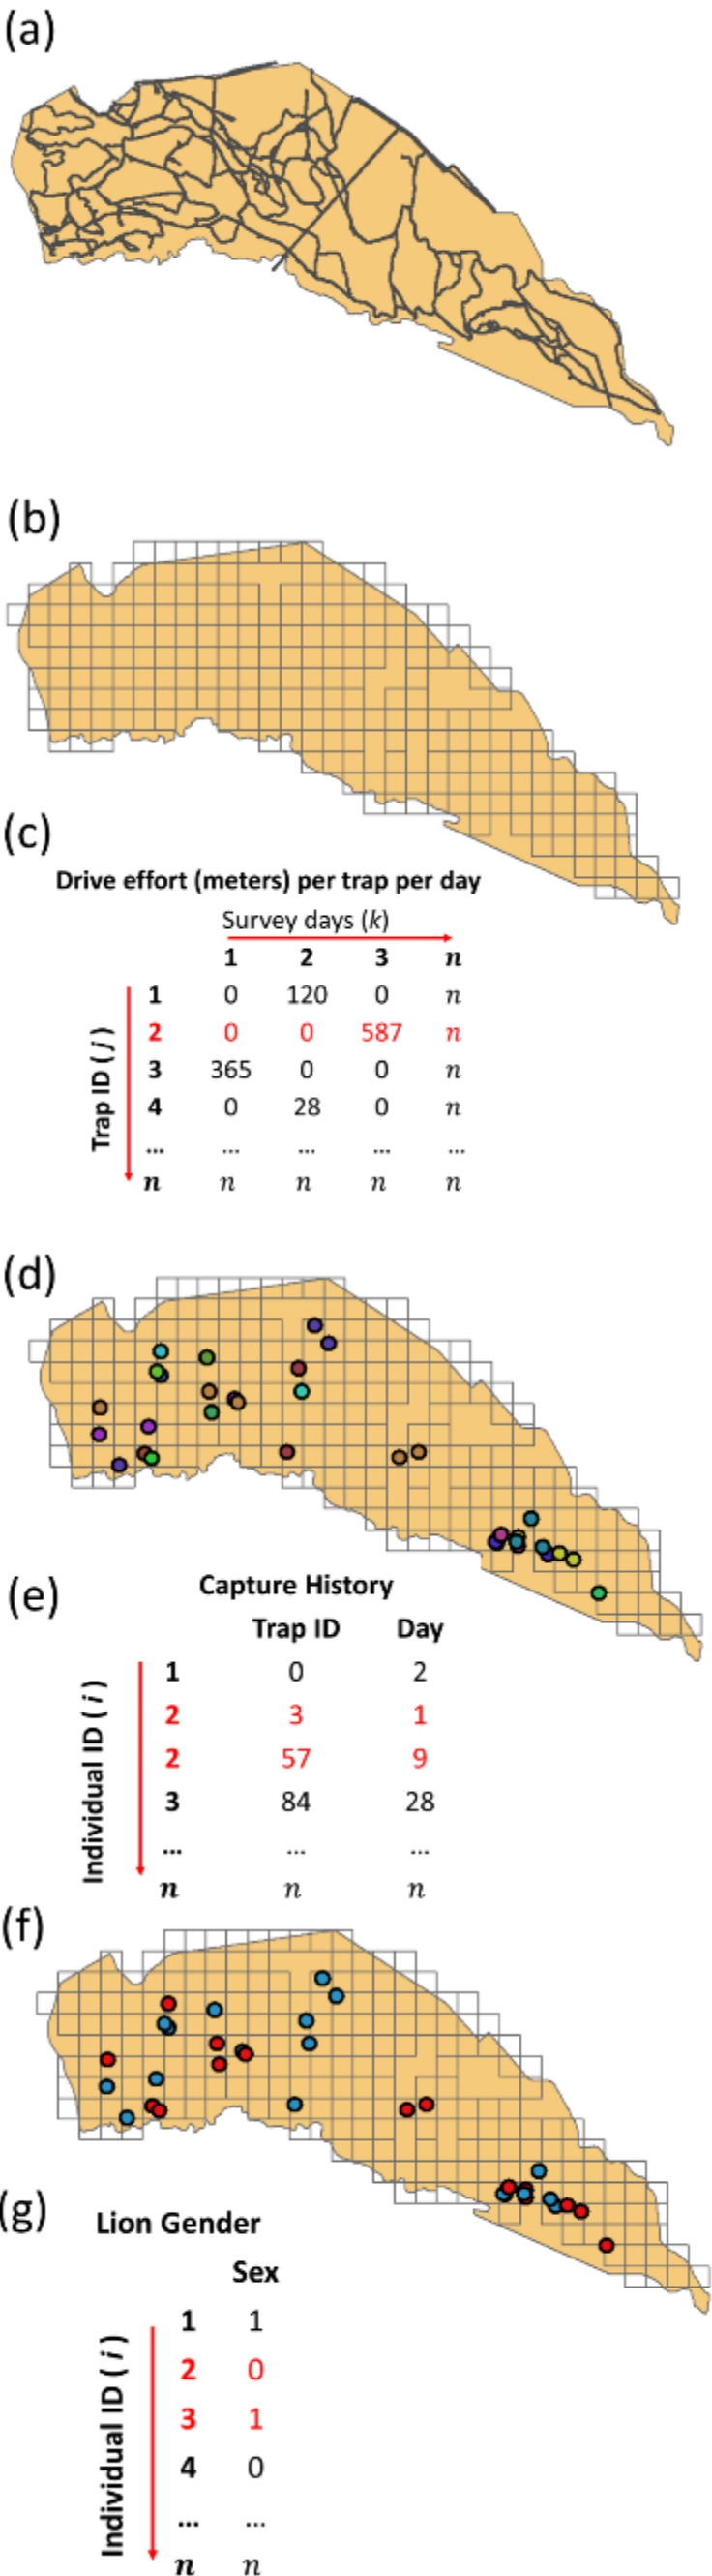 (a)
(b)
(c)
Drive effort (meters) per trap per day
Survey days (k)
1 2 3 n
Trap ID ( j )
1 0 120 0 n
2 0 0 587 n
3 365 0 0 n
4 0 28 0 n
... ... ... ... ...
n n n n n
(d)
(e)
Capture History
Trap ID Day
Individual ID ( i )
1 0 2
2 3 1
2 57 9
3 84 28
... ... ...
n n n
(f)
(g)
Lion Gender
Sex
Individual ID ( i )
1 1
2 0
3 1
4 0
... ...
n n